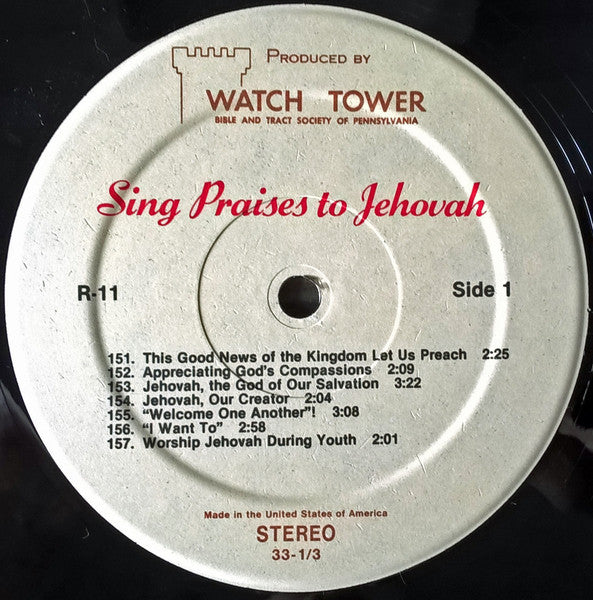 PRODUCED BY
WATCH TOWER
BIBLE AND TRACT SOCIETY OF PENNSYLVANIA
Sing Praises to Jehovah
R-11
Side 1
151. This Good News of the Kingdom Let Us Preach 2:25
152. Appreciating God's Compassions 2:09
153. Jehovah, the God of Our Salvation 3:22
154. Jehovah, Our Creator 2:04
155. “Welcome One Another”! 3:08
156. “I Want To” 2:58
157. Worship Jehovah During Youth 2:01
Made in the United States of America
STEREO
33-1/3